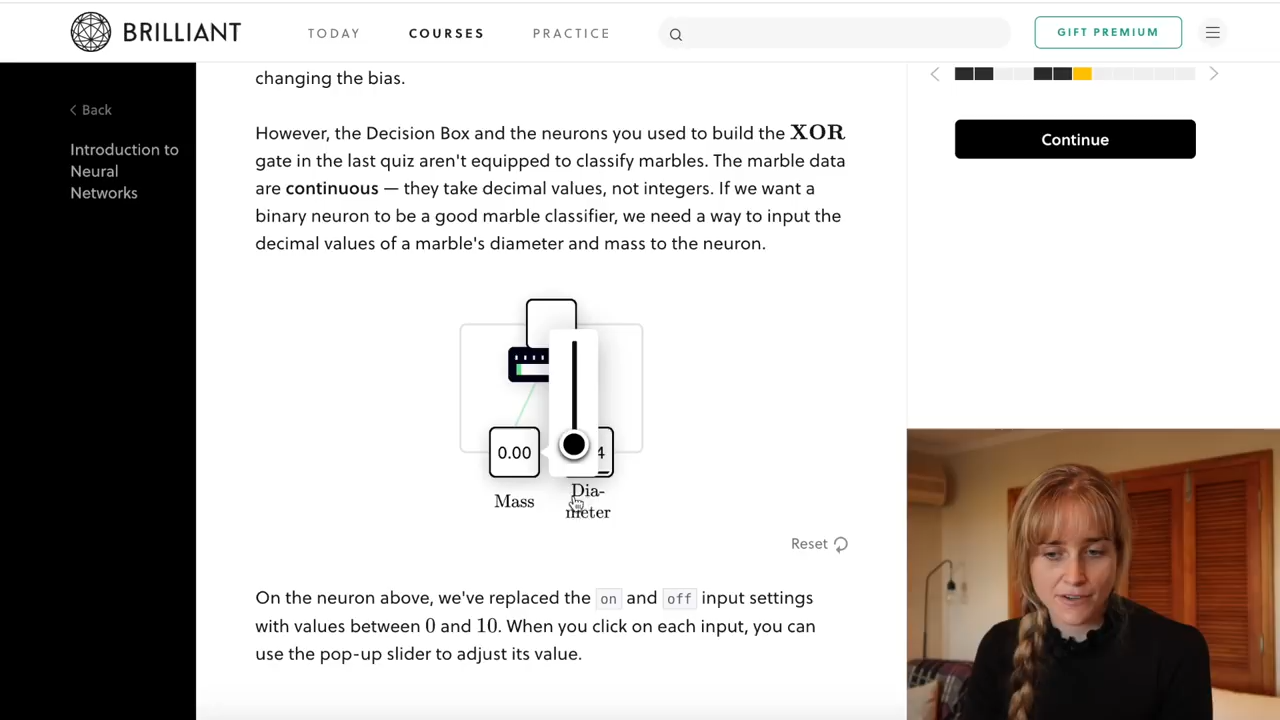 BRILLIANT
TODAY
COURSES
PRACTICE
GIFT PREMIUM
Back
Introduction to
Neural
Networks
changing the bias.
However, the Decision Box and the neurons you used to build the XOR
gate in the last quiz aren't equipped to classify marbles. The marble data
are continuous — they take decimal values, not integers. If we want a
binary neuron to be a good marble classifier, we need a way to input the
decimal values of a marble's diameter and mass to the neuron.
0.00
4
Mass
Dia-
meter
Reset
On the neuron above, we've replaced the on and off input settings
with values between 0 and 10. When you click on each input, you can
use the pop-up slider to adjust its value.
Continue